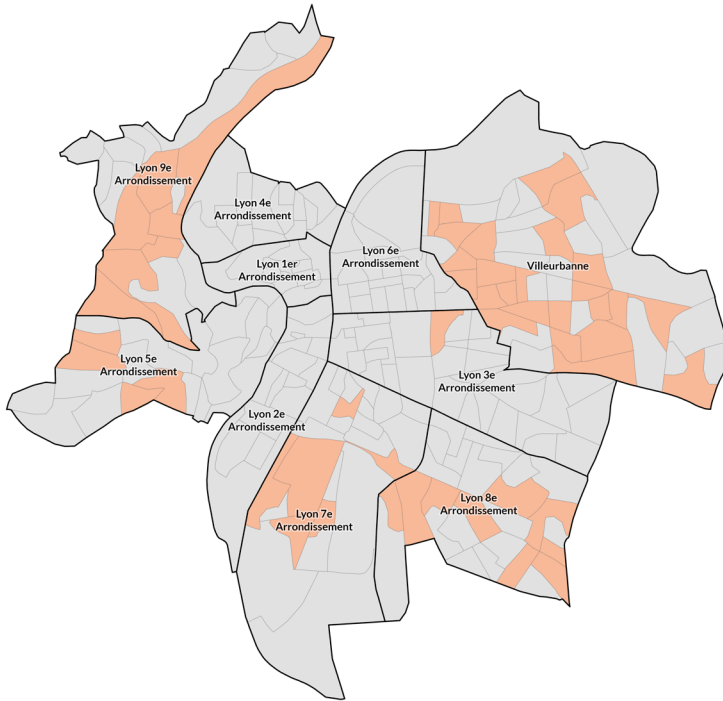 Lyon 9e
Arrondissement
Lyon 4e
Arrondissement
Lyon 6e
Arrondissement
Lyon 1er
Arrondissement
Villeurbanne
Lyon 5e
Arrondissement
Lyon 3e
Arrondissement
Lyon 2e
Arrondissement
Lyon 8e
Arrondissement
Lyon 7e
Arrondissement